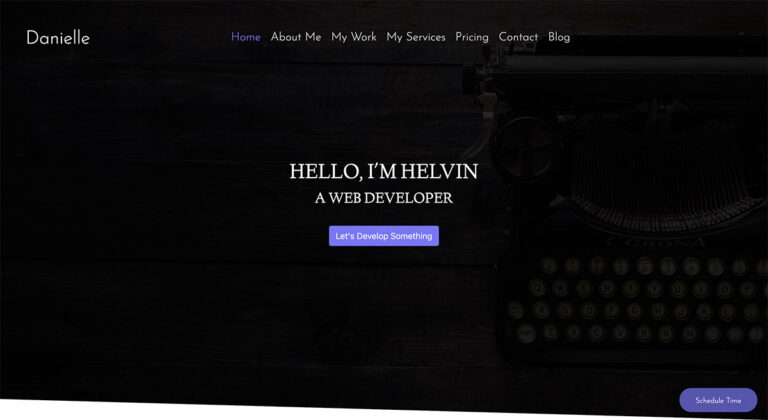 Danielle
Home About Me My Work My Services Pricing Contact Blog
HELLO, I'M HELVIN
A WEB DEVELOPER
Let's Develop Something
CORONA
Q W E R T Y U I O P
A S D F G H J K L
Z X C V B N M
Schedule Time